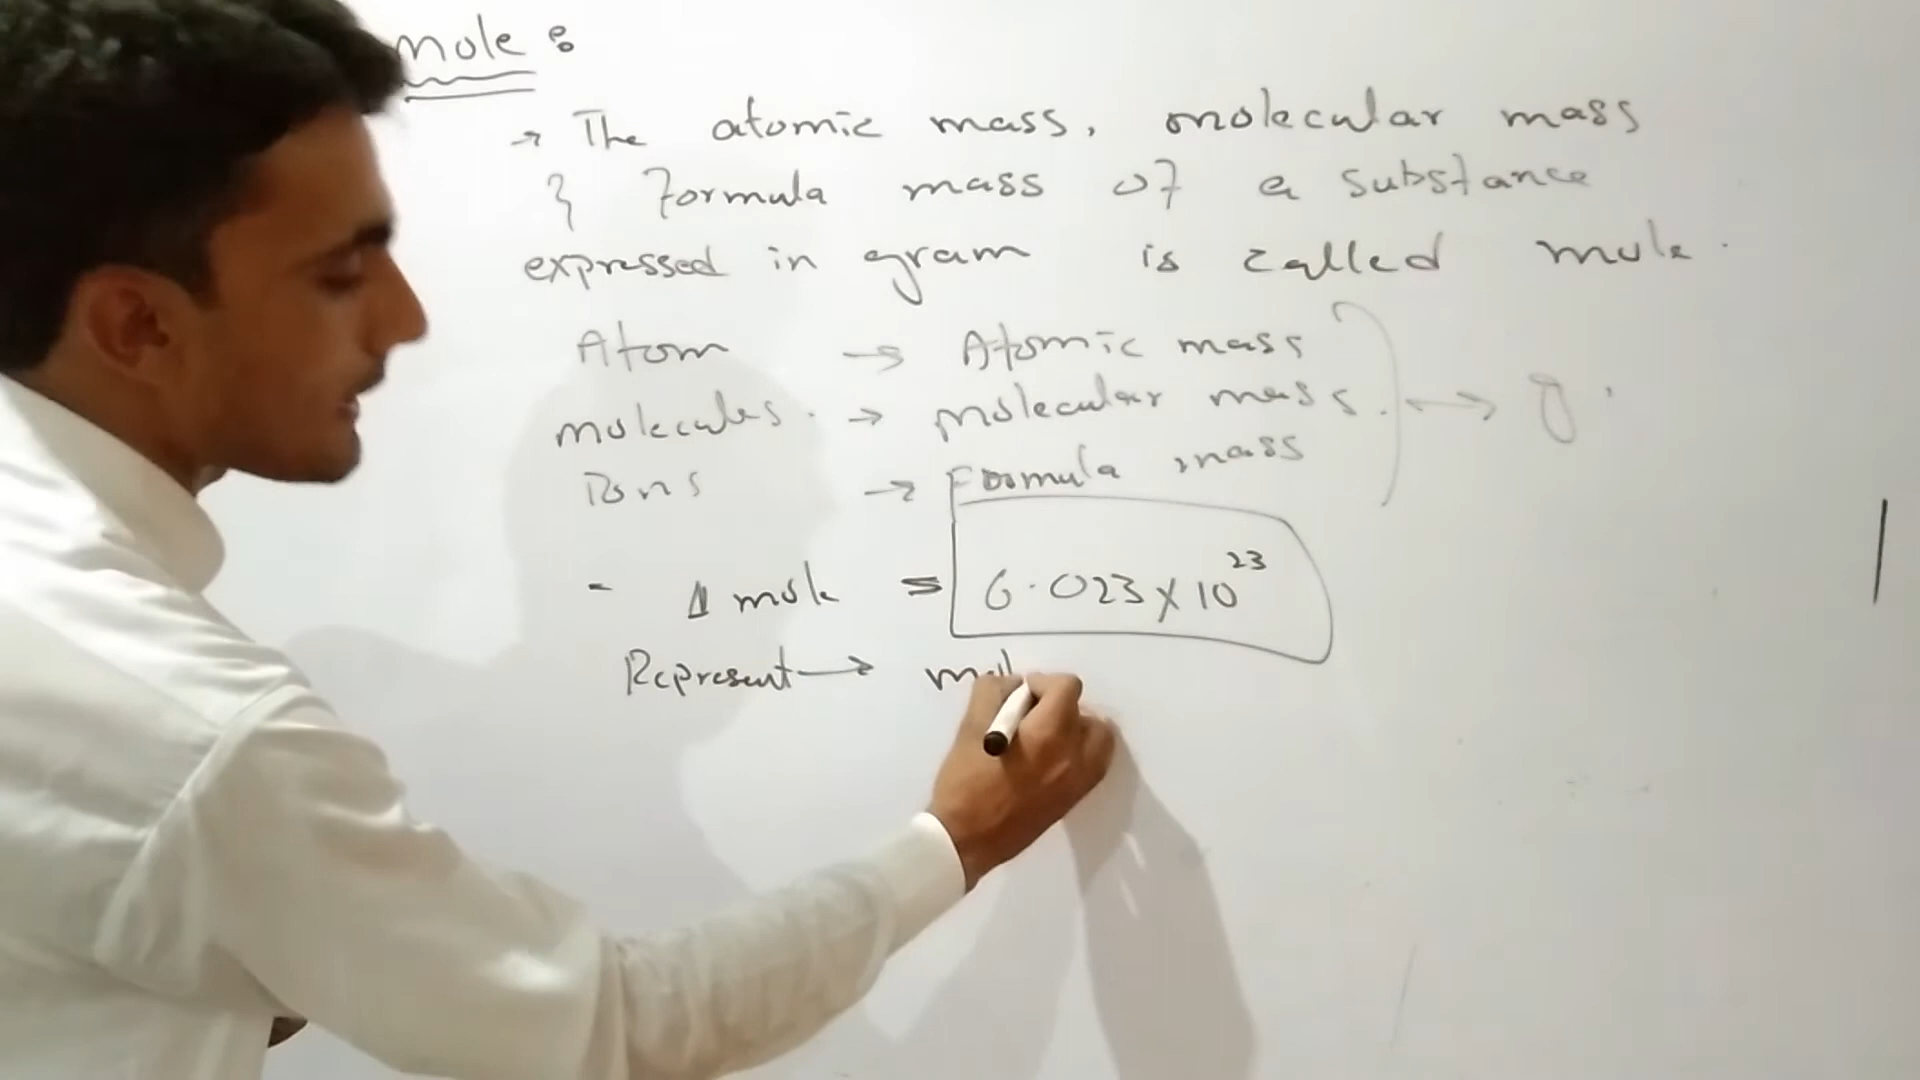 mole :
→ The atomic mass, molecular mass
& Formula mass of a substance
expressed in gram is called mole.
Atom → Atomic mass
molecules. → molecular mass. → g.
Ions → Formula mass
- 1 mole = 6.023 x 10^23
Represent → mol